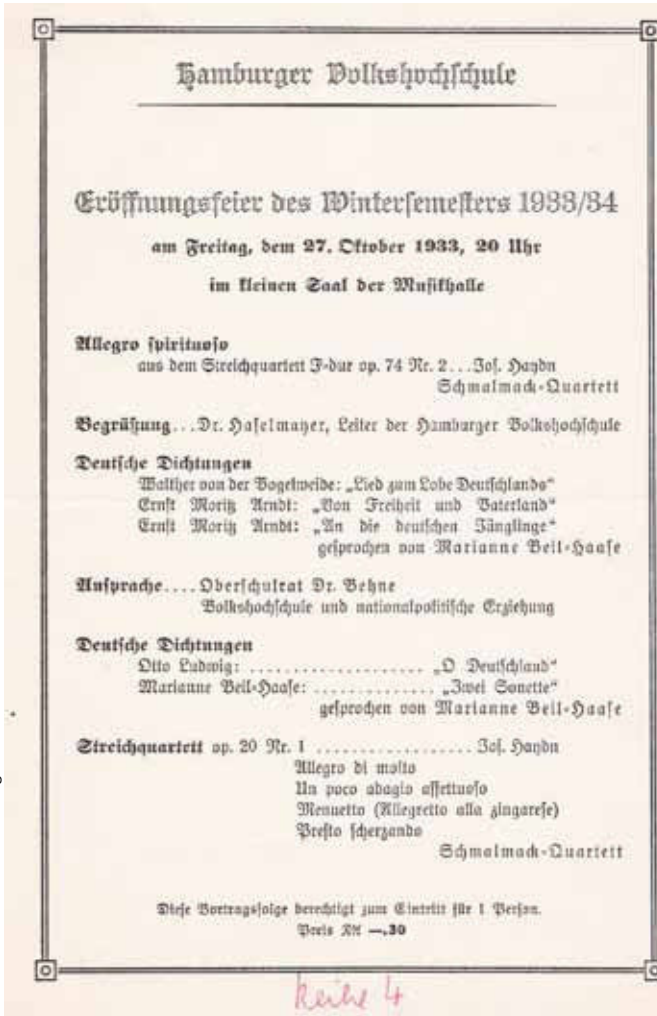 Hamburger Volkshochschule
Eröffnungsfeier des Wintersemesters 1933/34
am Freitag, dem 27. Oktober 1933, 20 Uhr
im kleinen Saal der Musikhalle
Allegro spirituoso
aus dem Streichquartett F-dur op. 74 Nr. 2...Jos. Haydn
Schmalmack-Quartett
Begrüßung...Dr. Haselmayer, Leiter der Hamburger Volkshochschule
Deutsche Dichtungen
Walther von der Vogelweide: „Lied zum Lobe Deutschlands“
Ernst Moritz Arndt: „Von Freiheit und Vaterland“
Ernst Moritz Arndt: „An die deutschen Jünglinge“
gesprochen von Marianne Beil-Haase
Ansprache....Oberschulrat Dr. Behne
Volkshochschule und nationalpolitische Erziehung
Deutsche Dichtungen
Otto Ludwig: ................... „O Deutschland“
Marianne Beil-Haase: ............. „Zwei Sonette“
gesprochen von Marianne Beil-Haase
Streichquartett op. 20 Nr. 1 ................. Jos. Haydn
Allegro di molto
Un poco adagio affettuoso
Menuetto (Allegretto alla zingarese)
Presto scherzando
Schmalmack-Quartett
Diese Vortragsfolge berechtigt zum Eintritt für 1 Person.
Preis RM —.30
Reihe 4